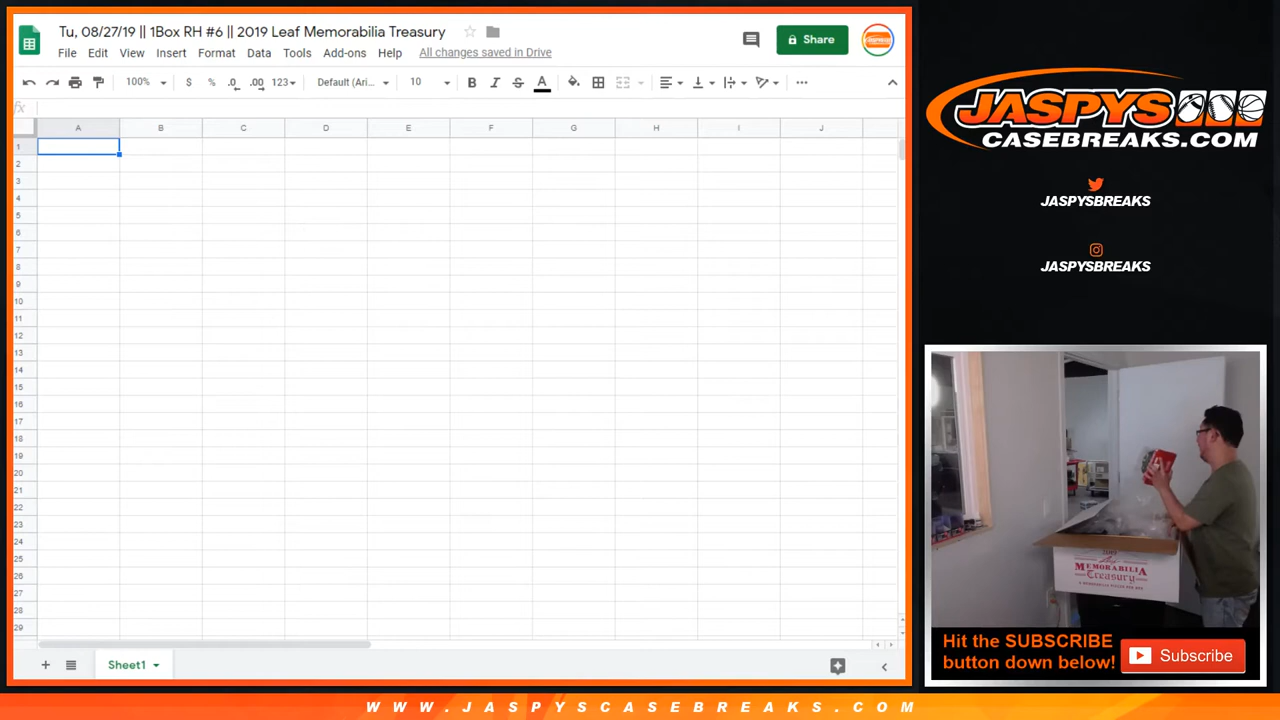 Tu, 08/27/19 || 1Box RH #6 || 2019 Leaf Memorabilia Treasury
File Edit View Insert Format Data Tools Add-ons Help All changes saved in Drive
Share
100% $ % .0 .00 123 Default (Ari... 10 B I S A
fx
A B C D E F G H I J
1
2
3
4
5
6
7
8
9
10
11
12
13
14
15
16
17
18
19
20
21
22
23
24
25
26
27
28
29
Sheet1
JASPYS
CASEBREAKS.COM
JASPYSBREAKS
JASPYSBREAKS
2019
MEMORABILIA
Treasury
Hit the SUBSCRIBE
button down below!
Subscribe
WWW.JASPYSCASEBREAKS.COM